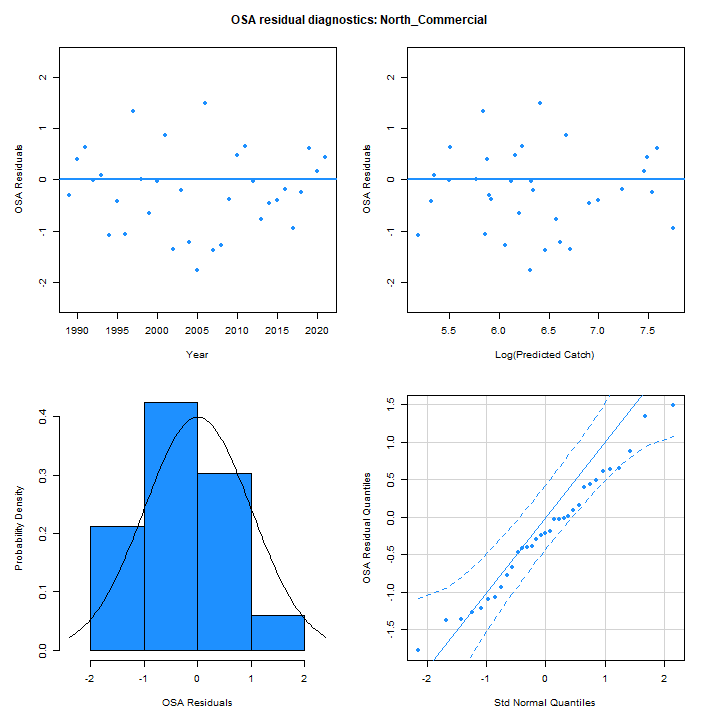 OSA residual diagnostics: North_Commercial
OSA Residuals
2
1
0
-1
-2
1990 1995 2000 2005 2010 2015 2020
Year
OSA Residuals
2
1
0
-1
-2
5.5 6.0 6.5 7.0 7.5
Log(Predicted Catch)
Probability Density
0.4
0.3
0.2
0.1
0.0
-2 -1 0 1 2
OSA Residuals
OSA Residual Quantiles
1.5
1.0
0.5
0.0
-0.5
-1.0
-1.5
-2 -1 0 1 2
Std Normal Quantiles